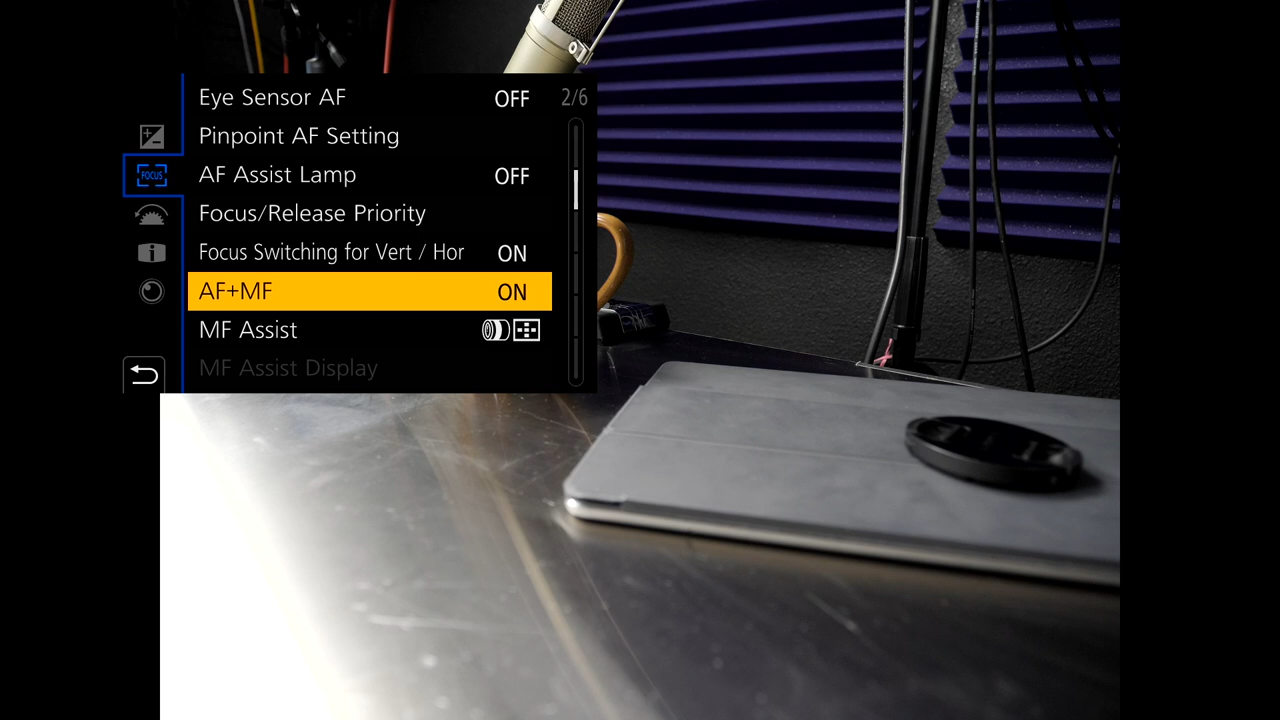 Eye Sensor AF OFF 2/6
Pinpoint AF Setting
AF Assist Lamp OFF
FOCUS
Focus/Release Priority
Focus Switching for Vert / Hor ON
AF+MF ON
MF Assist
MF Assist Display